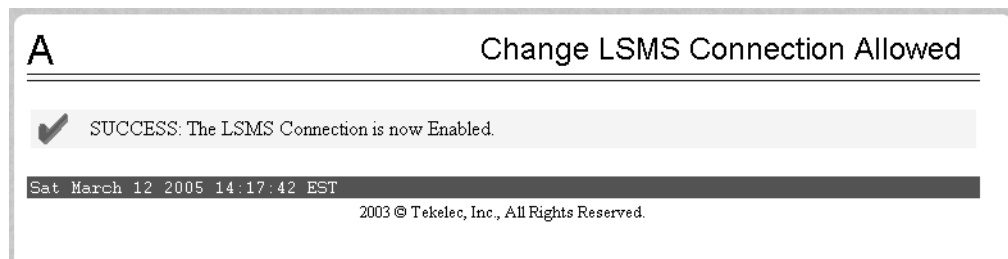 A
Change LSMS Connection Allowed
SUCCESS: The LSMS Connection is now Enabled.
Sat March 12 2005 14:17:42 EST
2003 © Tekelec, Inc., All Rights Reserved.